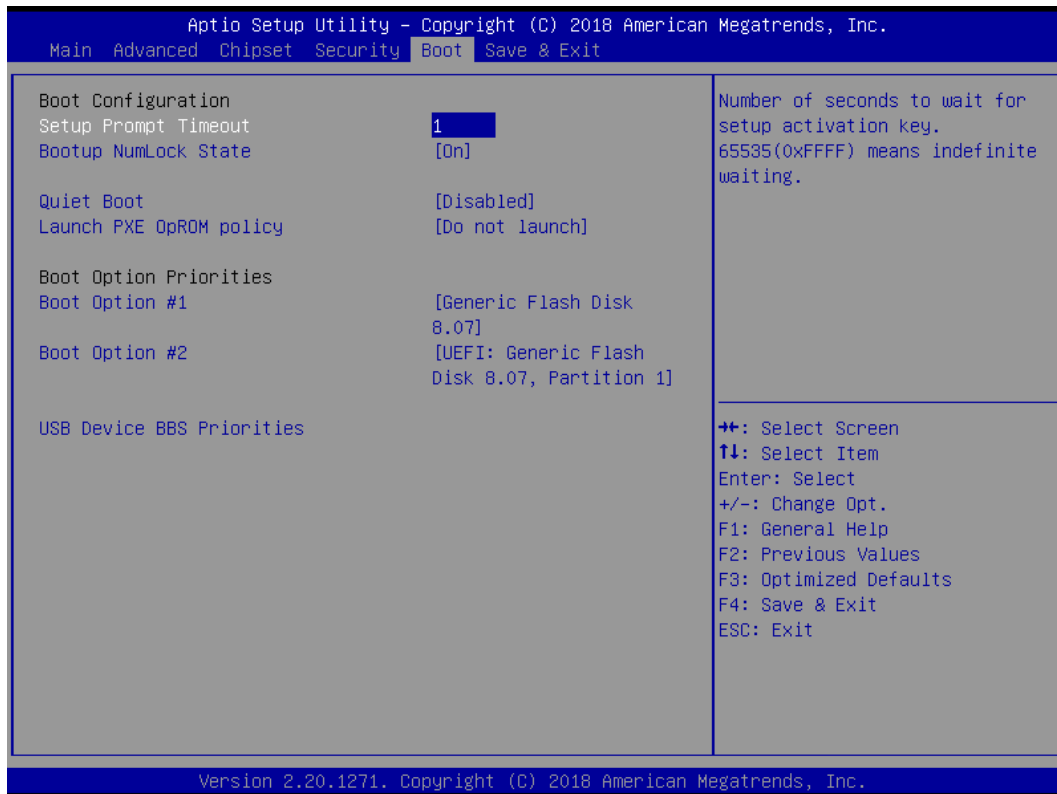 Aptio Setup Utility – Copyright (C) 2018 American Megatrends, Inc.
Main Advanced Chipset Security Boot Save & Exit
Boot Configuration
Setup Prompt Timeout 1
Bootup NumLock State [On]
Quiet Boot [Disabled]
Launch PXE OpROM policy [Do not launch]
Boot Option Priorities
Boot Option #1 [Generic Flash Disk
8.07]
Boot Option #2 [UEFI: Generic Flash
Disk 8.07, Partition 1]
USB Device BBS Priorities
Number of seconds to wait for
setup activation key.
65535(0xFFFF) means indefinite
waiting.
→←: Select Screen
↑↓: Select Item
Enter: Select
+/-: Change Opt.
F1: General Help
F2: Previous Values
F3: Optimized Defaults
F4: Save & Exit
ESC: Exit
Version 2.20.1271. Copyright (C) 2018 American Megatrends, Inc.